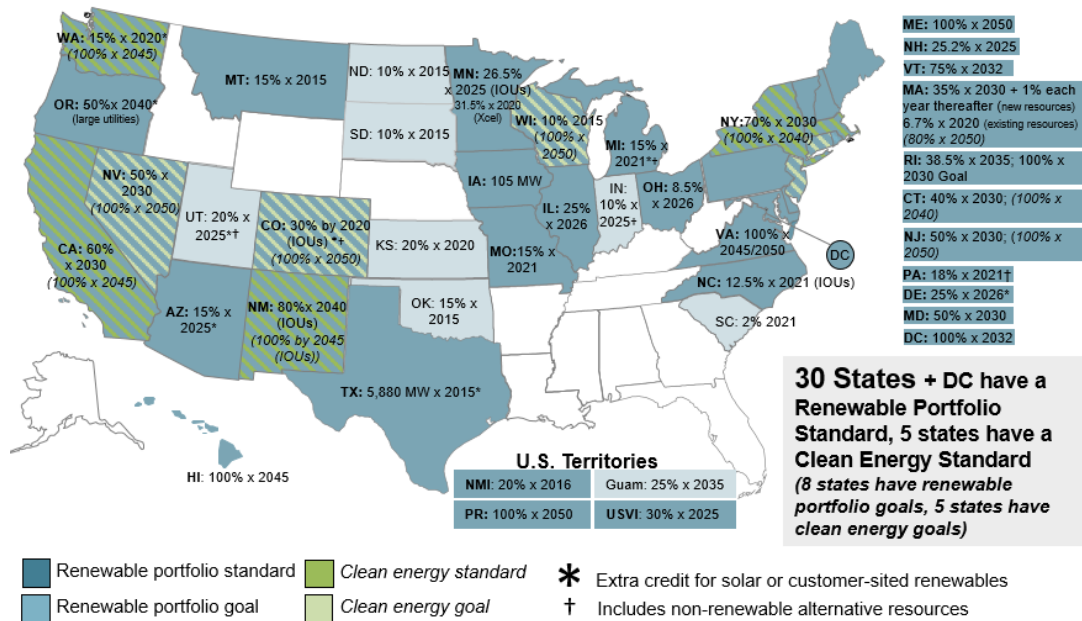 WA: 15% x 2020*
(100% x 2045)
OR: 50%x 2040*
(large utilities)
CA: 60%
x 2030
(100% x 2045)
NV: 50% x
2030
(100% x 2050)
MT: 15% x 2015
UT: 20% x
2025*†
AZ: 15% x
2025*
CO: 30% by 2020
(IOUs) *+
(100% x 2050)
NM: 80%x 2040
(IOUs)
(100% by 2045
(IOUs))
ND: 10% x 2015
SD: 10% x 2015
KS: 20% x 2020
OK: 15% x
2015
TX: 5,880 MW x 2015*
MN: 26.5%
x 2025 (IOUs)
31.5% x 2020
(Xcel)
WI: 10% 2015
(100% x
2050)
IA: 105 MW
MO:15% x
2021
IL: 25%
x 2026
MI: 15% x
2021*+
IN:
10% x
2025+
OH: 8.5%
x 2026
NY:70% x 2030
(100% x 2040)
VA: 100% x
2045/2050
DC
NC: 12.5% x 2021 (IOUs)
SC: 2% 2021
HI: 100% x 2045
ME: 100% x 2050
NH: 25.2% x 2025
VT: 75% x 2032
MA: 35% x 2030 + 1% each
year thereafter (new resources)
6.7% x 2020 (existing resources)
(80% x 2050)
RI: 38.5% x 2035; 100% x
2030 Goal
CT: 40% x 2030; (100% x
2040)
NJ: 50% x 2030; (100% x
2050)
PA: 18% x 2021†
DE: 25% x 2026*
MD: 50% x 2030
DC: 100% x 2032
30 States + DC have a
Renewable Portfolio
Standard, 5 states have a
Clean Energy Standard
(8 states have renewable
portfolio goals, 5 states have
clean energy goals)
U.S. Territories
NMI: 20% x 2016
Guam: 25% x 2035
PR: 100% x 2050
USVI: 30% x 2025
Renewable portfolio standard
Renewable portfolio goal
Clean energy standard
Clean energy goal
* Extra credit for solar or customer-sited renewables
† Includes non-renewable alternative resources